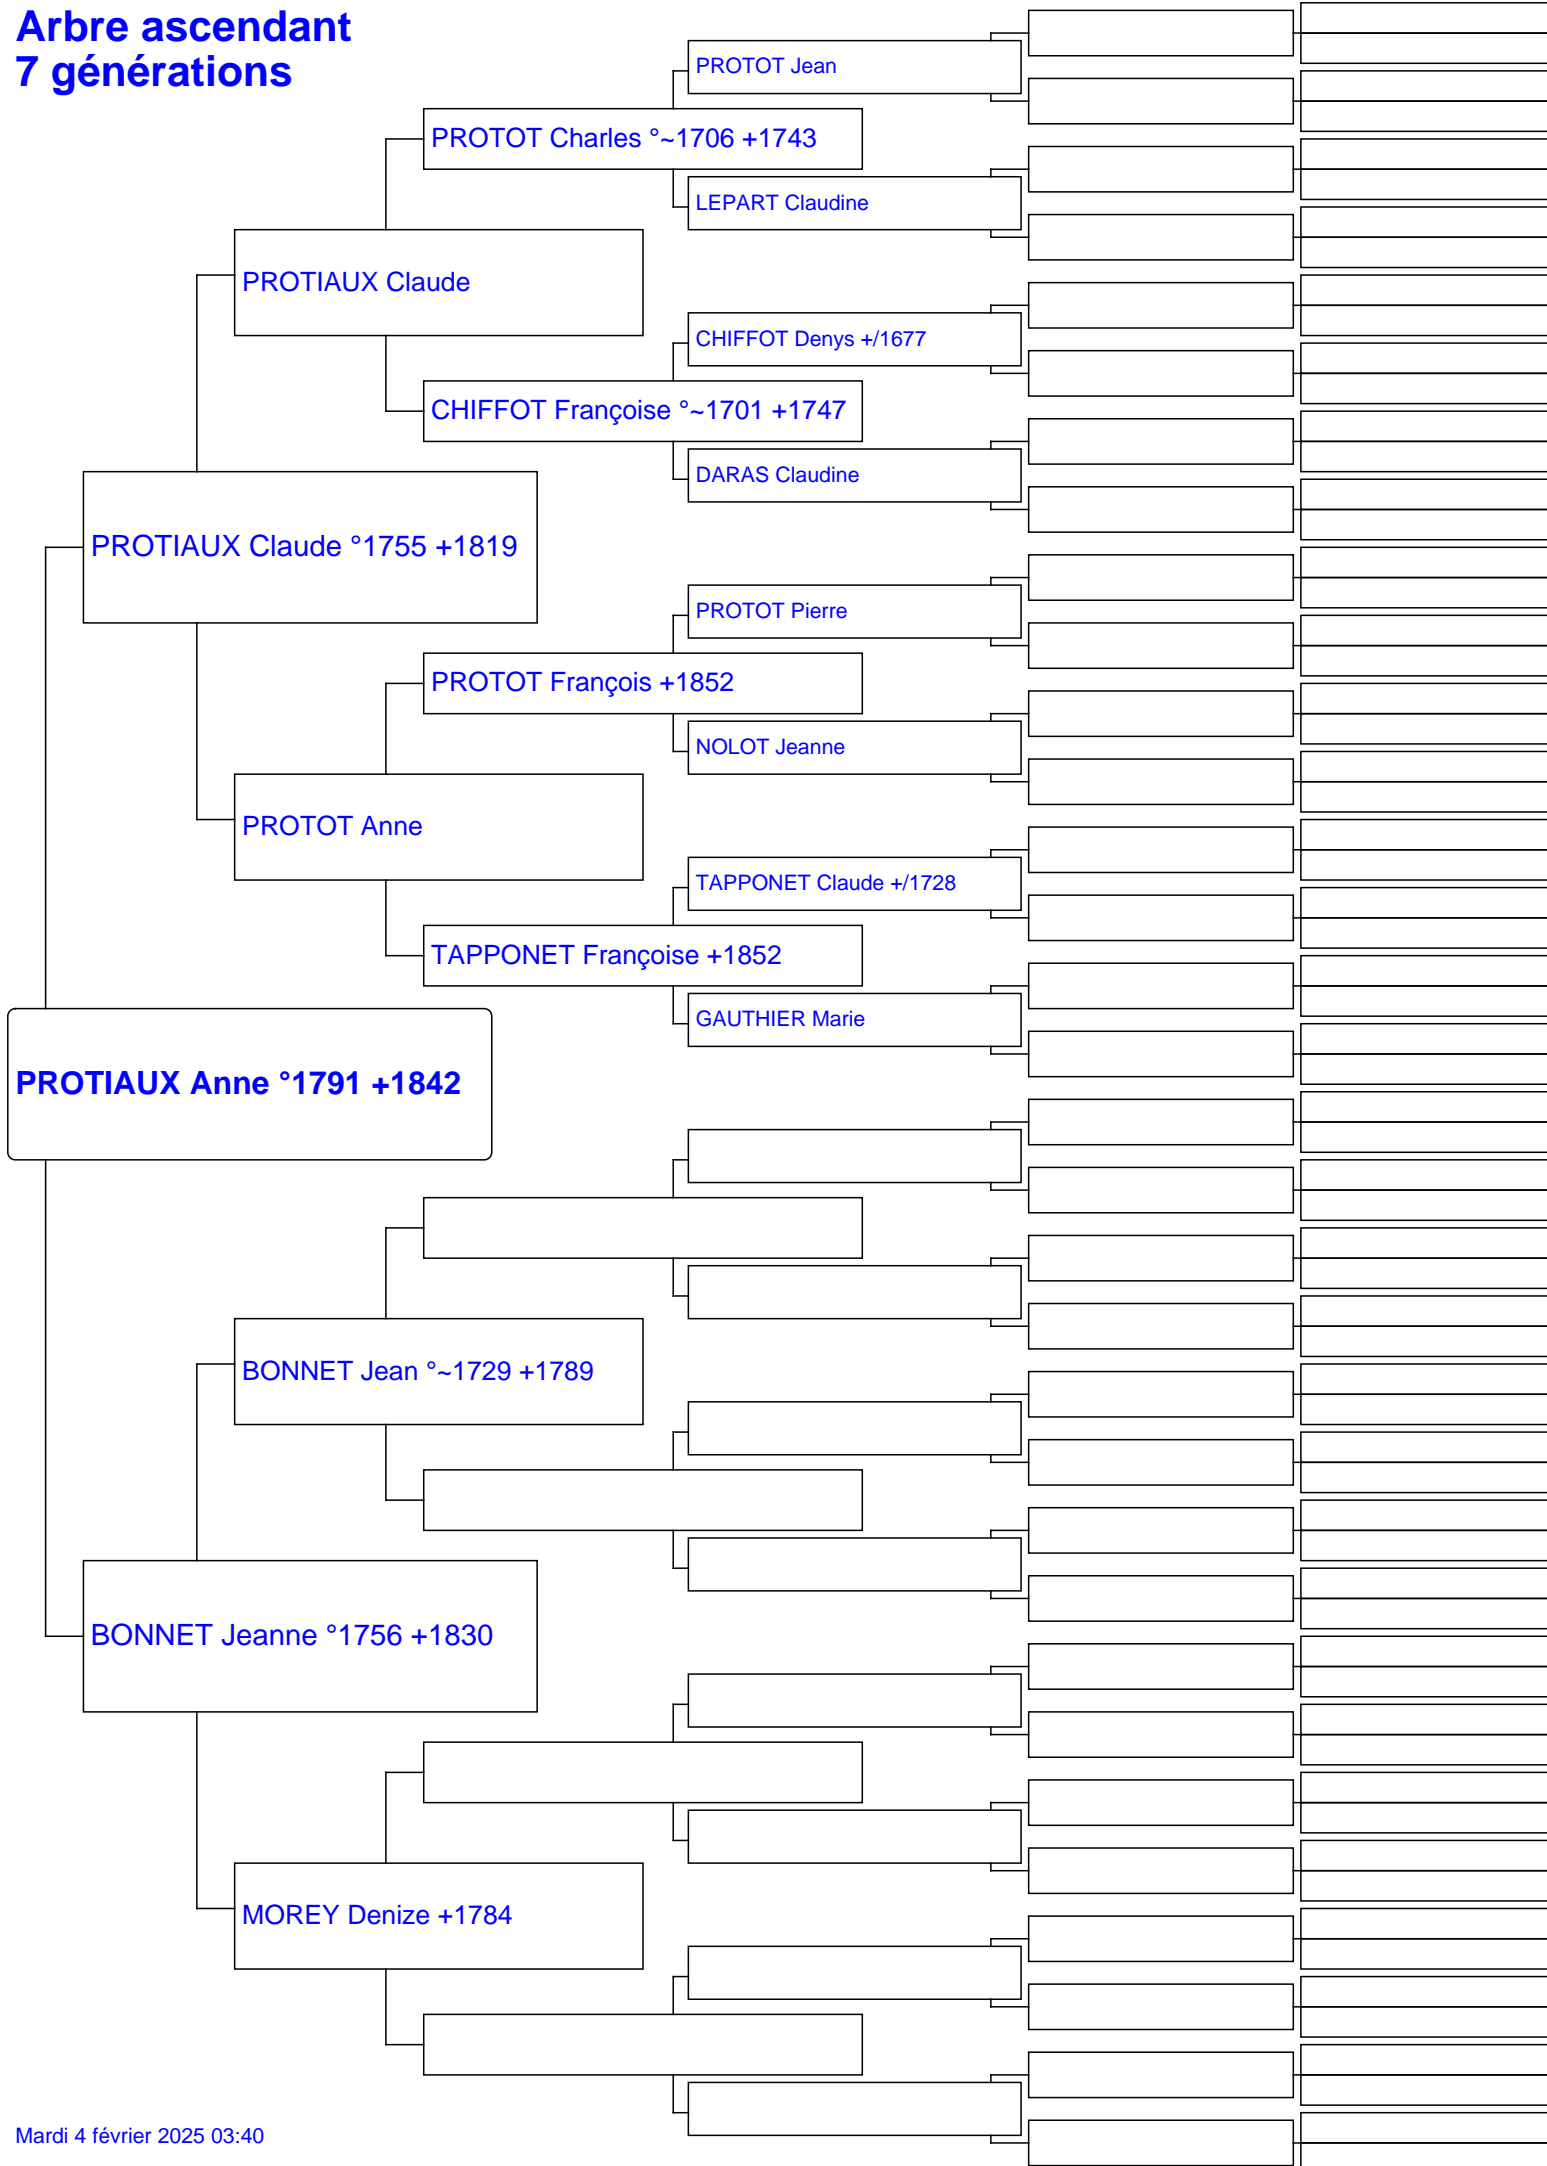 Arbre ascendant
7 générations
PROTOT Jean
PROTOT Charles °~1706 +1743
LEPART Claudine
PROTIAUX Claude
CHIFFOT Denys +/1677
CHIFFOT Françoise °~1701 +1747
DARAS Claudine
PROTIAUX Claude °1755 +1819
PROTOT Pierre
PROTOT François +1852
NOLOT Jeanne
PROTOT Anne
TAPPONET Claude +/1728
TAPPONET Françoise +1852
GAUTHIER Marie
PROTIAUX Anne °1791 +1842
BONNET Jean °~1729 +1789
BONNET Jeanne °1756 +1830
MOREY Denize +1784
Mardi 4 février 2025 03:40